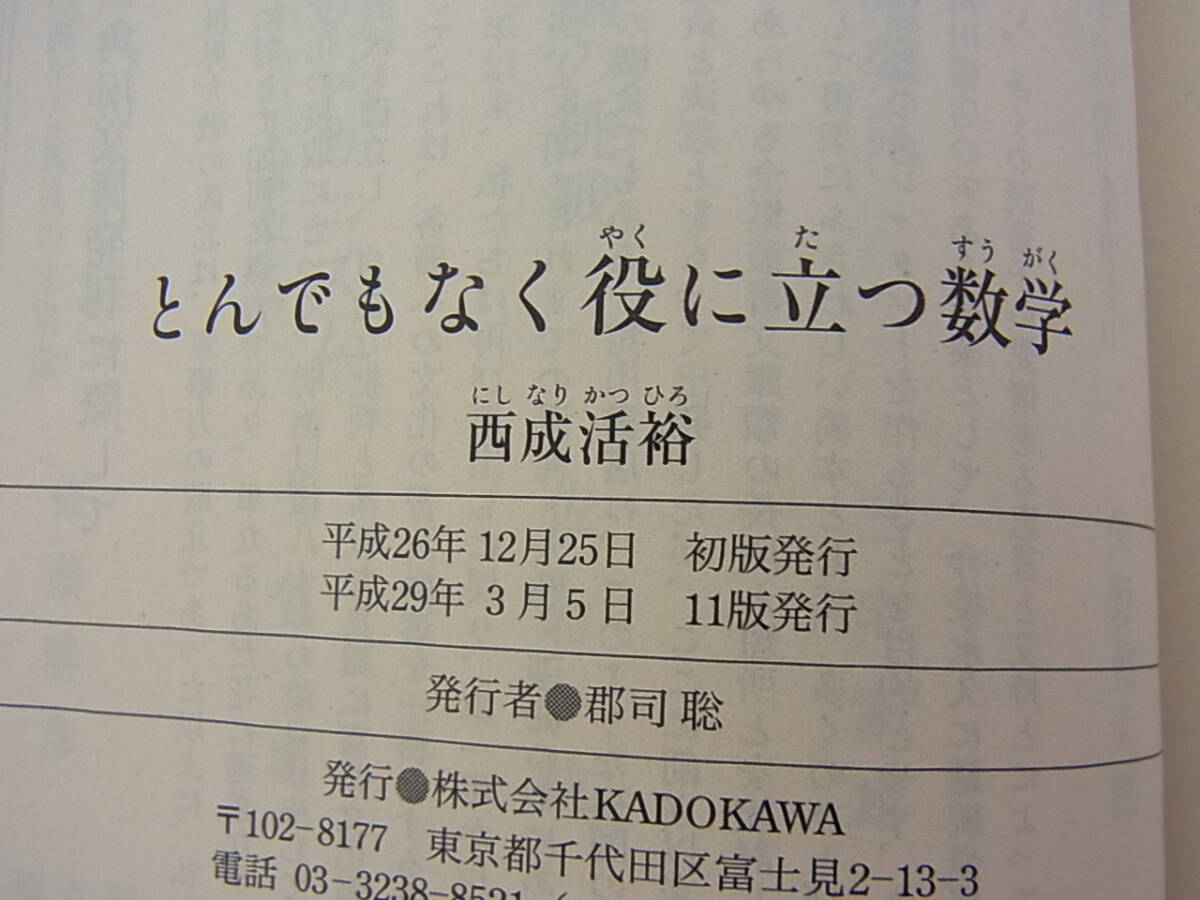 やく た すう がく
とんでもなく役に立つ数学
にし なり かつ ひろ
西成活裕
平成26年12月25日 初版発行
平成29年 3月 5日 11版発行
発行者●郡司 聡
発行●株式会社KADOKAWA
〒102-8177 東京都千代田区富士見2-13-3
電話 03-3238-8521